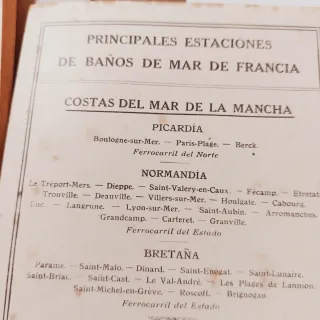 PRINCIPALES ESTACIONES
DE BAÑOS DE MAR DE FRANCIA
COSTAS DEL MAR DE LA MANCHA
PICARDÍA
Boulogne-sur-Mer. — Paris-Plage. — Berck.
Ferrocarril del Norte
NORMANDÍA
Le Tréport-Mers. — Dieppe. — Saint-Valery-en-Caux. — Fécamp. — Etretat
Trouville. — Deauville. — Villers-sur-Mer. — Houlgate. — Cabourg.
Luc. — Langrune. — Lyon-sur-Mer. — Saint-Aubin. — Arromanches.
Grandcamp. — Carteret. — Granville.
Ferrocarril del Estado
BRETAÑA
Paramé. — Saint-Malo. — Dinard. — Saint-Enogat. — Saint-Lunaire.
Saint-Briac. — Saint-Cast. — Le Val-André. — Les Plages de Lannion.
Saint-Michel-en-Grève. — Roscoff. — Brignogan
Ferrocarril del Estado